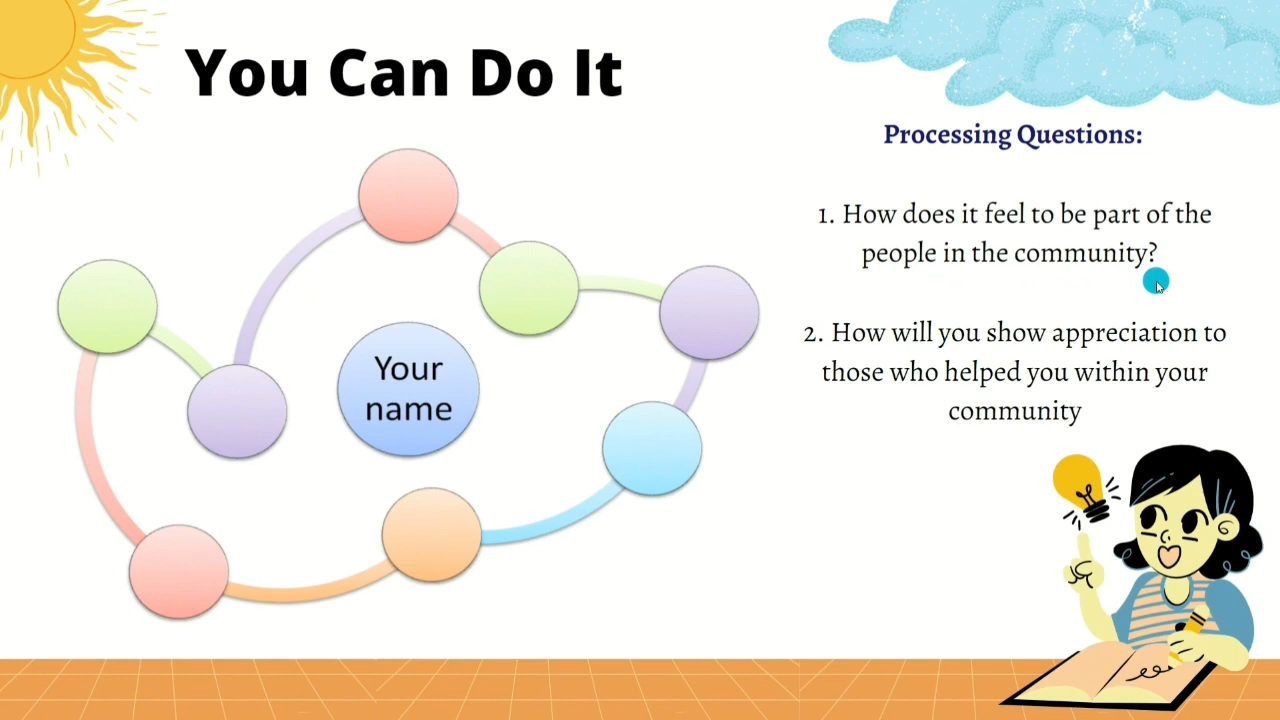 You Can Do It
Your
name
Processing Questions:
1. How does it feel to be part of the
people in the community?
2. How will you show appreciation to
those who helped you within your
community